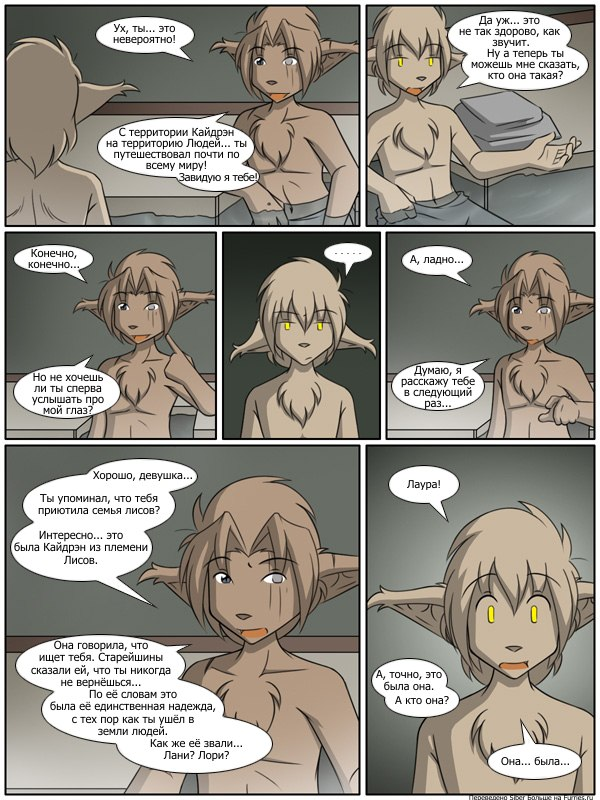 Ух, ты... это
невероятно!
С территории Кайдрэн
на территорию Людей... ты
путешествовал почти по
всему миру!
Завидую я тебе!
Да уж... это
не так здорово, как
звучит.
Ну а теперь ты
можешь мне сказать,
кто она такая?
Конечно,
конечно...
Но не хочешь
ли ты сперва
услышать про
мой глаз?
. . . . .
А, ладно...
Думаю, я
расскажу тебе
в следующий
раз...
Хорошо, девушка...
Ты упоминал, что тебя
приютила семья лисов?
Интересно... это
была Кайдрэн из племени
Лисов.
Она говорила, что
ищет тебя. Старейшины
сказали ей, что ты никогда
не вернёшься...
По её словам это
была её единственная надежда,
с тех пор как ты ушёл в
земли людей.
Как же её звали...
Лани? Лори?
Лаура!
А, точно, это
была она.
А кто она?
Она... была...
Переведено Siber Больше на Furries.ru